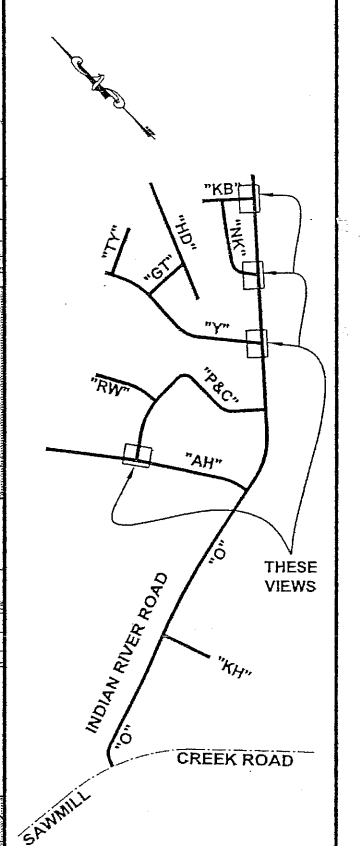 "KB"
"NK"
"HD"
"TY"
"GT"
"Y"
"P&C"
"RW"
"AH"
"O"
THESE
VIEWS
INDIAN RIVER ROAD
"KH"
"O"
CREEK ROAD
SAWMILL